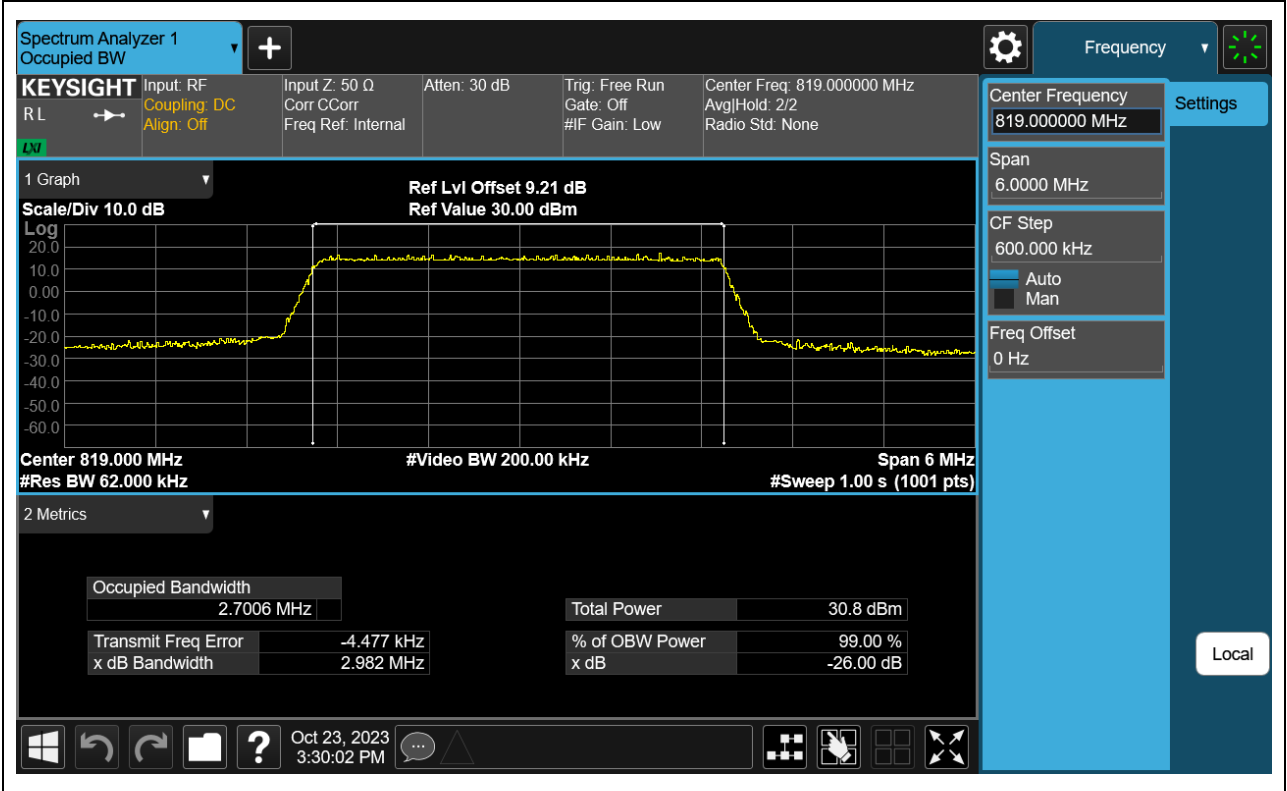 Spectrum Analyzer 1
Occupied BW
+
Frequency
KEYSIGHT
R L
LXI
Input: RF
Coupling: DC
Align: Off
Input Z: 50 Ω
Corr CCorr
Freq Ref: Internal
Atten: 30 dB
Trig: Free Run
Gate: Off
#IF Gain: Low
Center Freq: 819.000000 MHz
Avg|Hold: 2/2
Radio Std: None
Center Frequency
819.000000 MHz
Settings
Span
6.0000 MHz
CF Step
600.000 kHz
Auto
Man
Freq Offset
0 Hz
Local
1 Graph
Scale/Div 10.0 dB
Ref Lvl Offset 9.21 dB
Ref Value 30.00 dBm
Log
20.0
10.0
0.00
-10.0
-20.0
-30.0
-40.0
-50.0
-60.0
Center 819.000 MHz
#Video BW 200.00 kHz
Span 6 MHz
#Res BW 62.000 kHz
#Sweep 1.00 s (1001 pts)
2 Metrics
Occupied Bandwidth
2.7006 MHz
Total Power 30.8 dBm
Transmit Freq Error -4.477 kHz
% of OBW Power 99.00 %
x dB Bandwidth 2.982 MHz
x dB -26.00 dB
?
Oct 23, 2023
3:30:02 PM